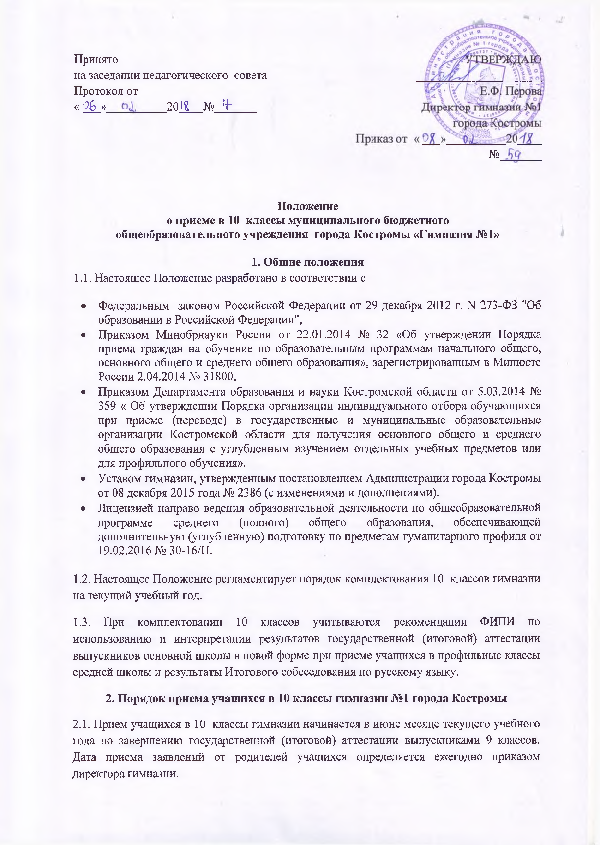 Принято
на заседании педагогического совета
Протокол от
« 26 » 02 2018 № 7
УТВЕРЖДАЮ
Е.Ф. Перова
Директор гимназии №1
города Костромы
Приказ от « 28 » 02 2018
№ 59
Положение
о приеме в 10 классы муниципального бюджетного
общеобразовательного учреждения города Костромы «Гимназия №1»
1. Общие положения
1.1. Настоящее Положение разработано в соответствии с
• Федеральным законом Российской Федерации от 29 декабря 2012 г. N 273-ФЗ "Об
образовании в Российской Федерации",
• Приказом Минобрнауки России от 22.01.2014 № 32 «Об утверждении Порядка
приема граждан на обучение по образовательным программам начального общего,
основного общего и среднего общего образования», зарегистрированным в Минюсте
России 2.04.2014 № 31800.
• Приказом Департамента образования и науки Костромской области от 5.03.2014 №
359 « Об утверждении Порядка организации индивидуального отбора обучающихся
при приеме (переводе) в государственные и муниципальные образовательные
организации Костромской области для получения основного общего и среднего
общего образования с углубленным изучением отдельных учебных предметов или
для профильного обучения».
• Уставом гимназии, утвержденным постановлением Администрации города Костромы
от 08 декабря 2015 года № 2386 (с изменениями и дополнениями).
• Лицензией направо ведения образовательной деятельности по общеобразовательной
программе среднего (полного) общего образования, обеспечивающей
дополнительную (углубленную) подготовку по предметам гуманитарного профиля от
19.02.2016 № 30-16/П.
1.2. Настоящее Положение регламентирует порядок комплектования 10 классов гимназии
на текущий учебный год.
1.3. При комплектовании 10 классов учитываются рекомендации ФИПИ по
использованию и интерпретации результатов государственной (итоговой) аттестации
выпускников основной школы в новой форме при приеме учащихся в профильные классы
средней школы и результаты Итогового собеседования по русскому языку.
2. Порядок приема учащихся в 10 классы гимназии №1 города Костромы
2.1. Прием учащихся в 10 классы гимназии начинается в июне месяце текущего учебного
года по завершению государственной (итоговой) аттестации выпускниками 9 классов.
Дата приема заявлений от родителей учащихся определяется ежегодно приказом
директора гимназии.